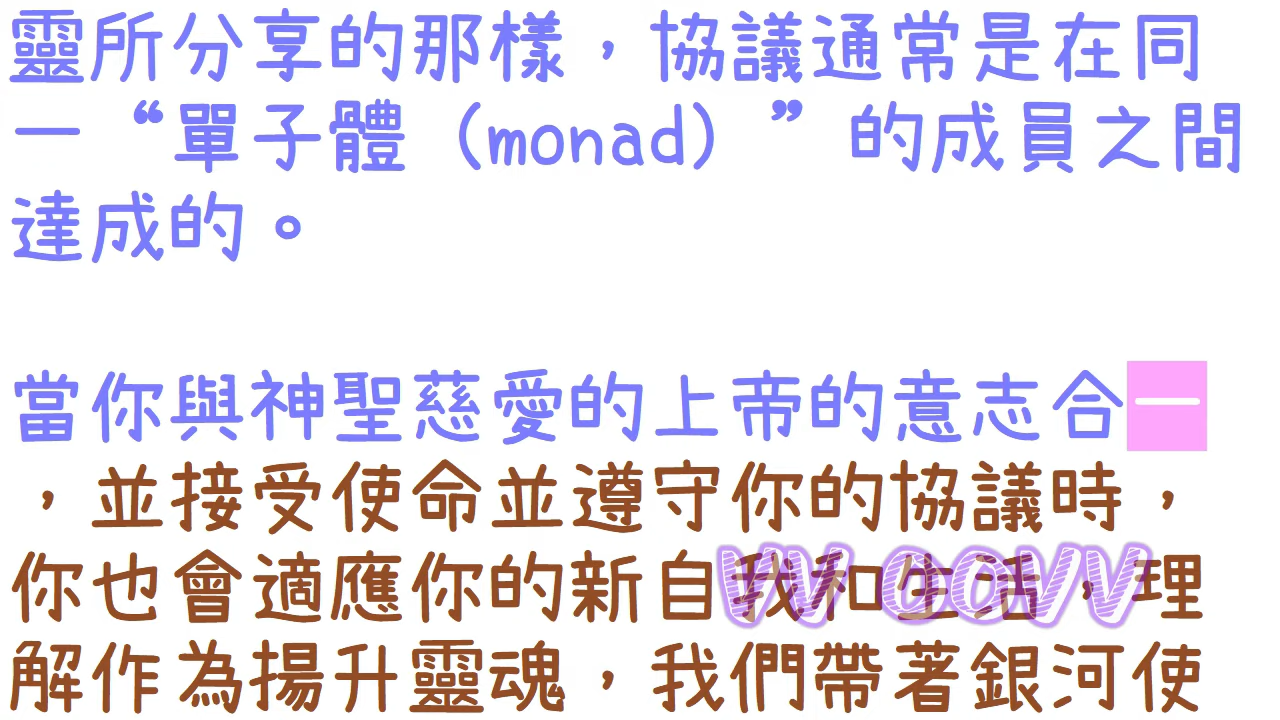 靈所分享的那樣，協議通常是在同
一“單子體（monad）”的成員之間
達成的。
當你與神聖慈愛的上帝的意志合一
，並接受使命並遵守你的協議時，
你也會適應你的新自我和生活，理
解作為揚升靈魂，我們帶著銀河使
VV OOVV